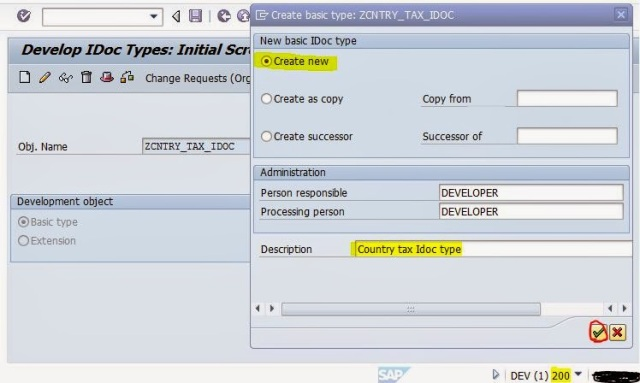 Create basic type: ZCNTRY_TAX_IDOC
Develop IDoc Types: Initial Scre
Change Requests (Org
Obj. Name ZCNTRY_TAX_IDOC
Development object
Basic type
Extension
New basic IDoc type
Create new
Create as copy Copy from
Create successor Successor of
Administration
Person responsible DEVELOPER
Processing person DEVELOPER
Description Country tax Idoc type
SAP
DEV (1) 200